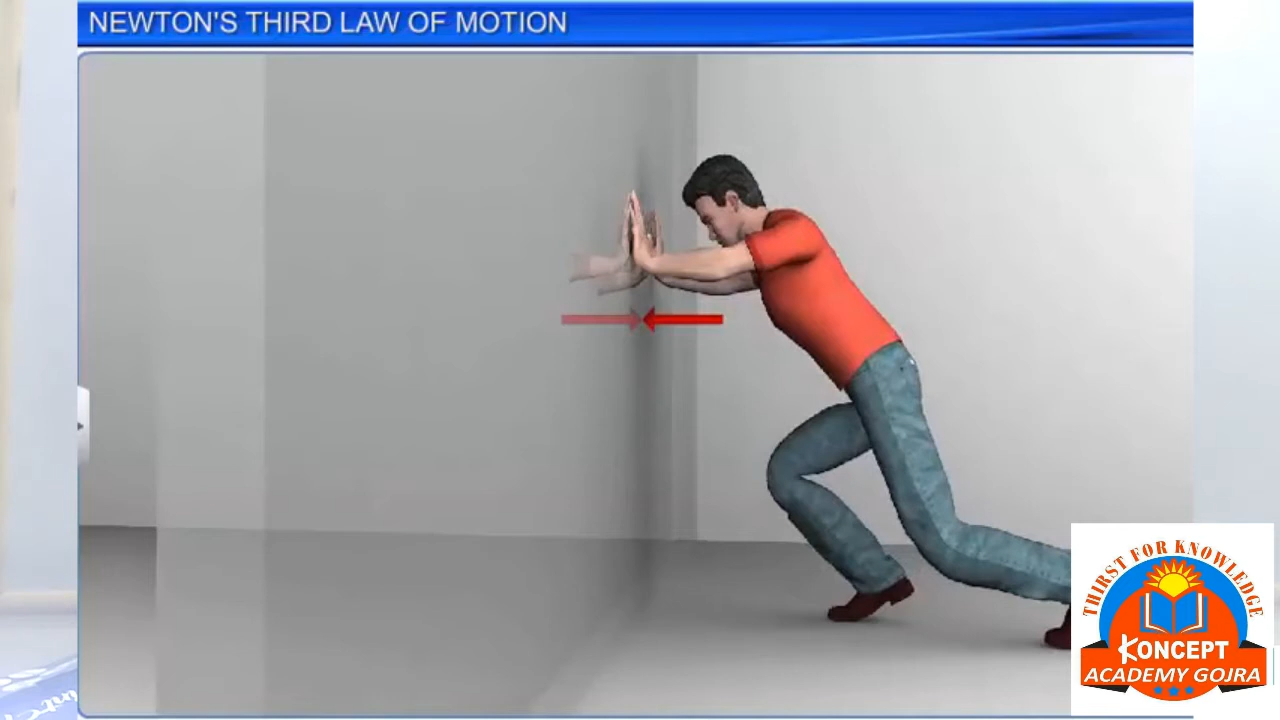 NEWTON'S THIRD LAW OF MOTION
THIRST FOR KNOWLEDGE
KONCEPT
ACADEMY GOJRA